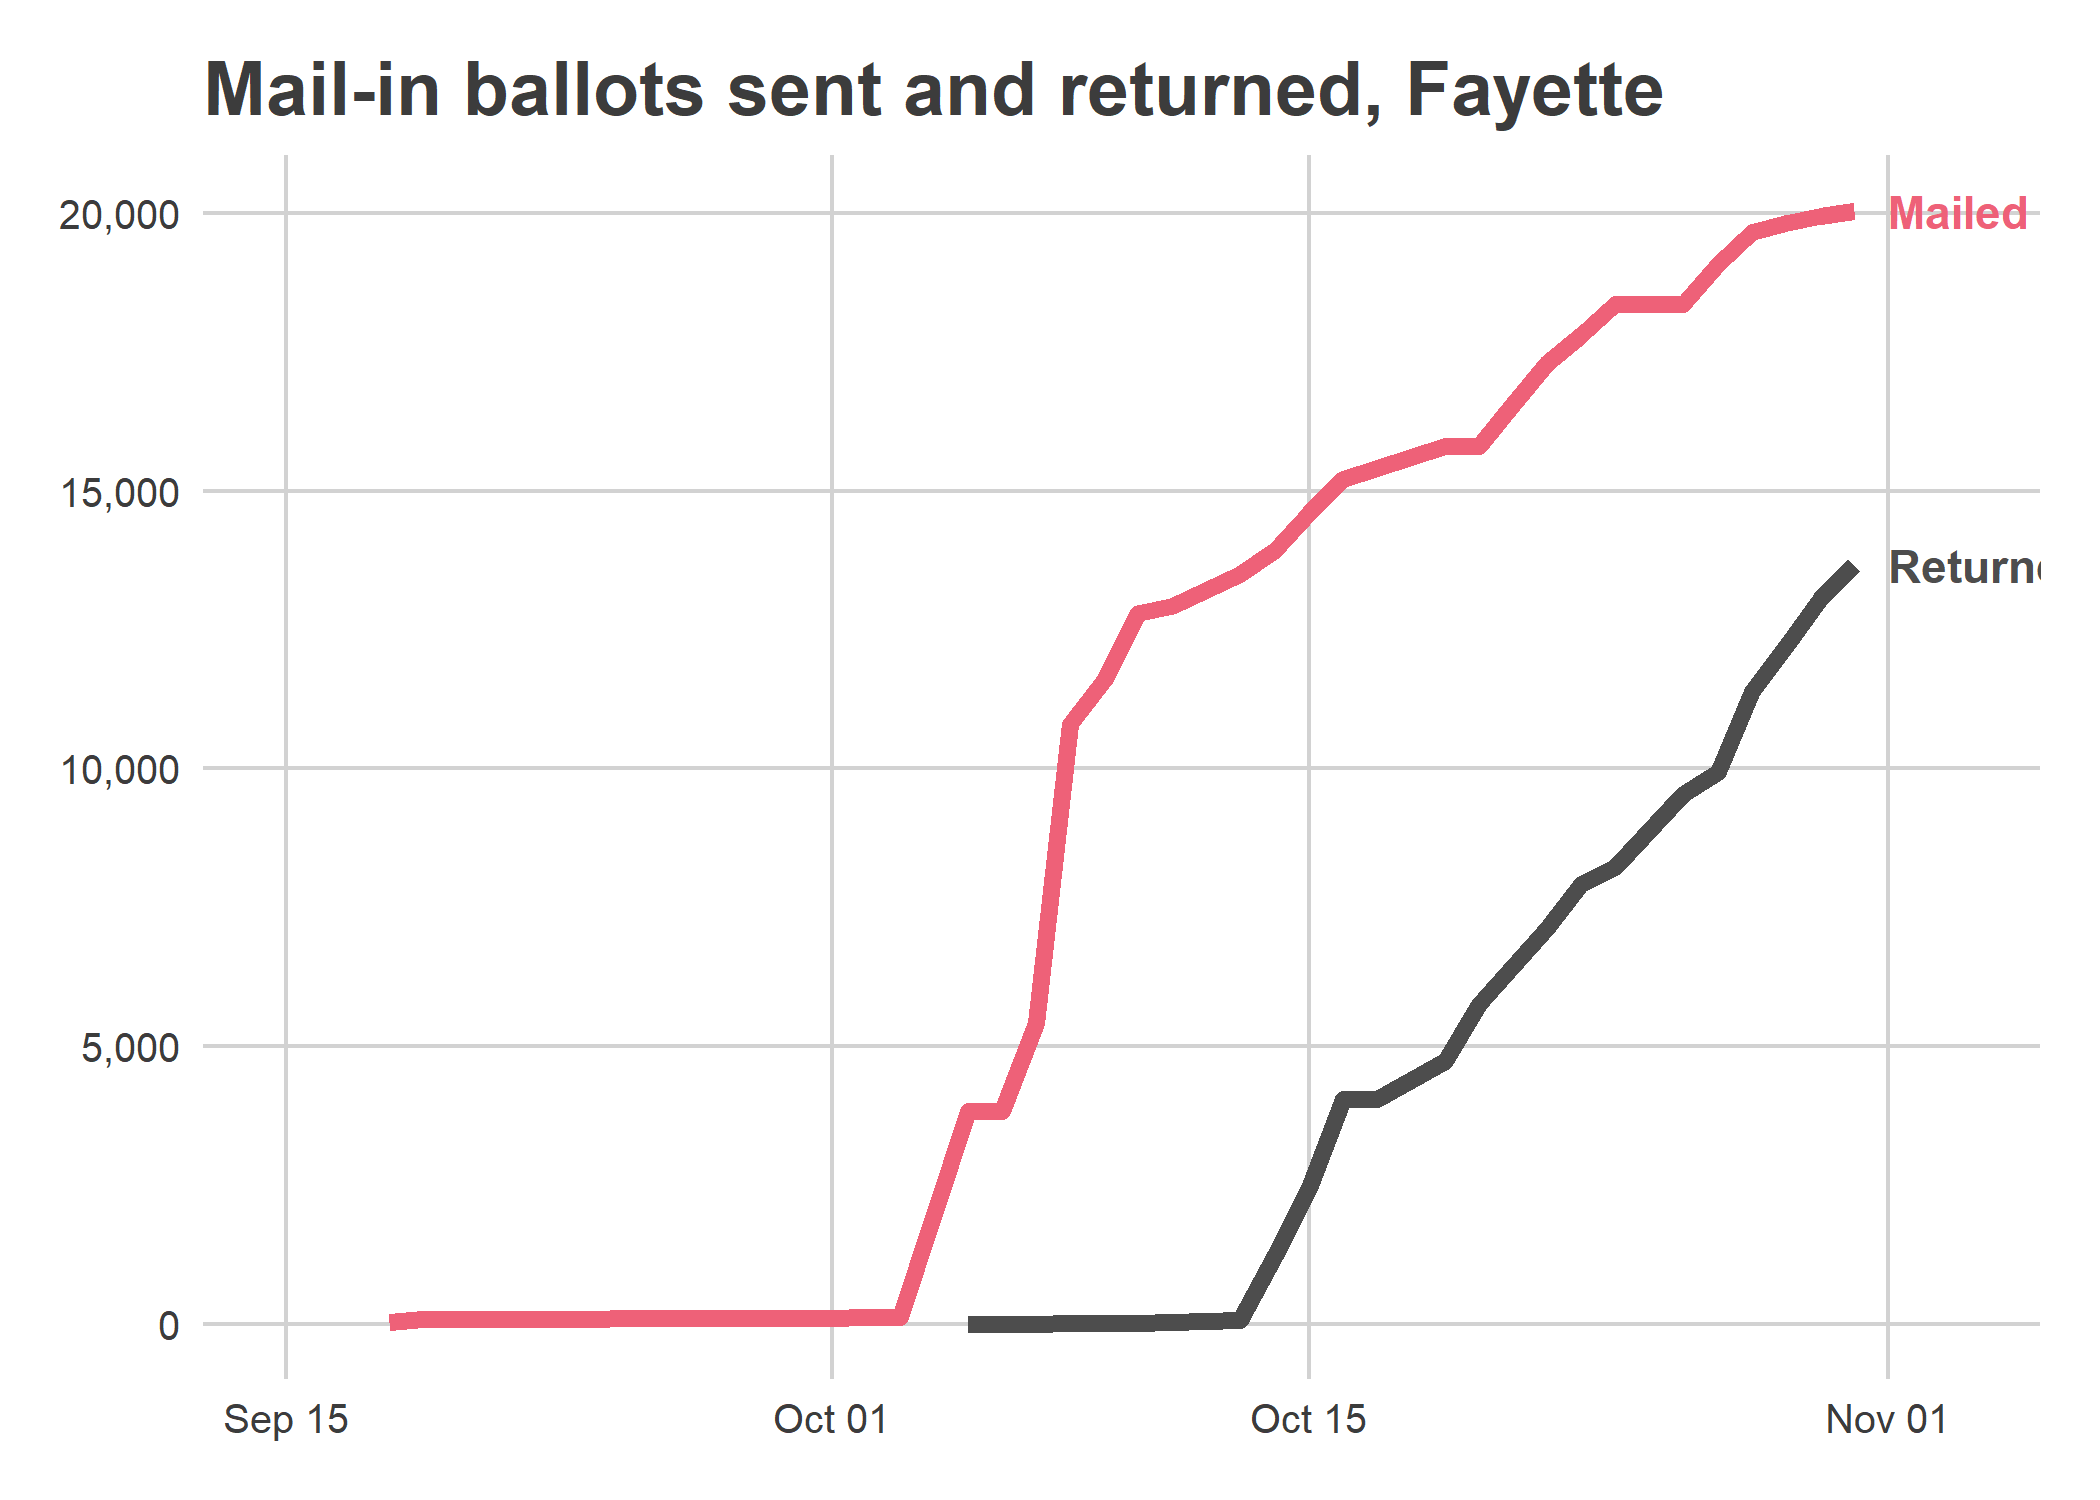 Mail-in ballots sent and returned, Fayette
20,000
Mailed
15,000
Returne
10,000
5,000
0
Sep 15
Oct 01
Oct 15
Nov 01